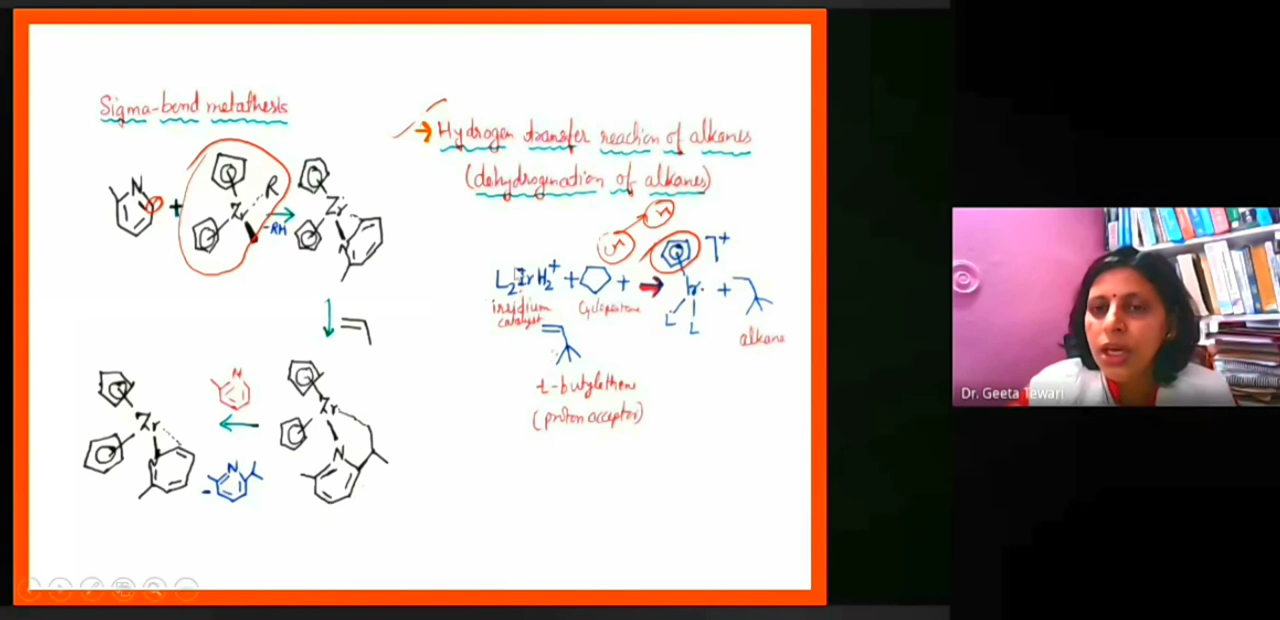 Sigma-bond metathesis
N
+
Zr
R
-RH
Zr
N
Zr
N
N
Zr
N
-
→ Hydrogen transfer reaction of alkanes
(dehydrogenation of alkanes)
L2IrH2+ + + → Ir ]+ +
L L
iridium
catalyst
Cyclopentane
alkane
t-butylethene
(proton acceptor)
Dr. Geeta Tewari